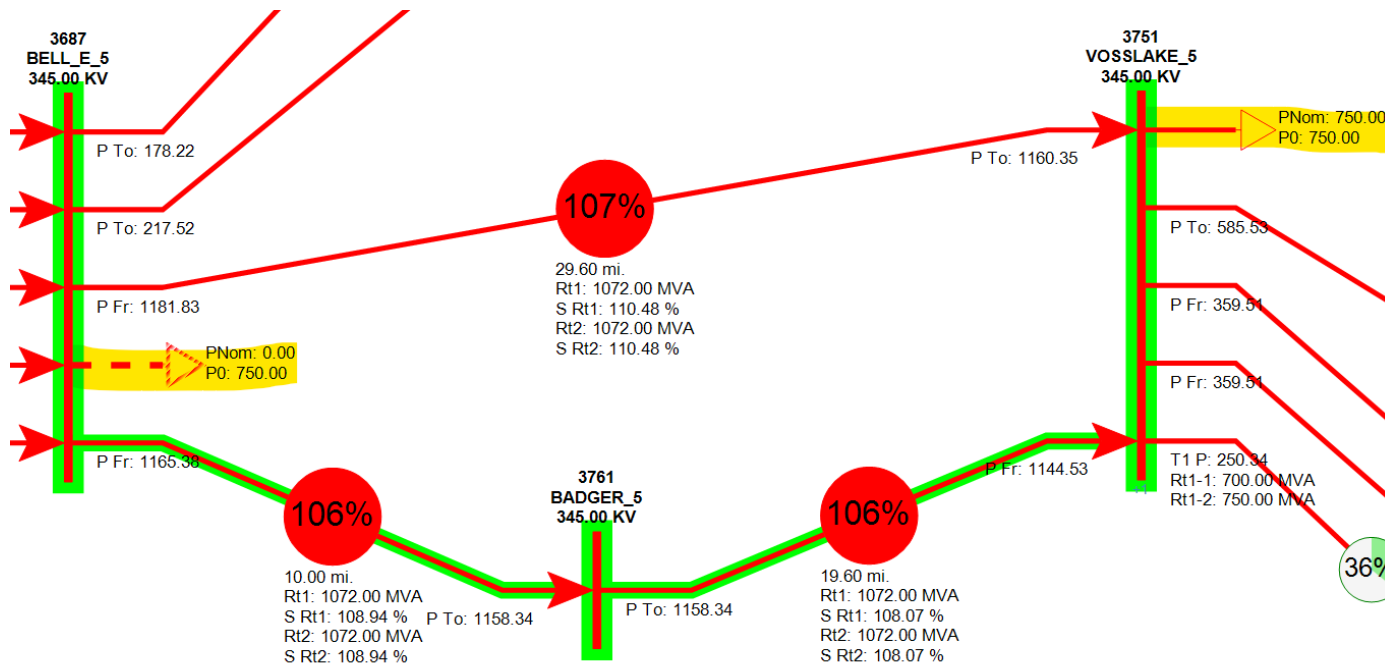 3687
BELL_E_5
345.00 KV
P To: 178.22
P To: 217.52
P Fr: 1181.83
PNom: 0.00
P0: 750.00
P Fr: 1165.38
107%
29.60 mi.
Rt1: 1072.00 MVA
S Rt1: 110.48 %
Rt2: 1072.00 MVA
S Rt2: 110.48 %
P To: 1160.35
106%
10.00 mi.
Rt1: 1072.00 MVA
S Rt1: 108.94 %
Rt2: 1072.00 MVA
S Rt2: 108.94 %
P To: 1158.34
3761
BADGER_5
345.00 KV
P To: 1158.34
106%
19.60 mi.
Rt1: 1072.00 MVA
S Rt1: 108.07 %
Rt2: 1072.00 MVA
S Rt2: 108.07 %
P Fr: 1144.53
3751
VOSSLAKE_5
345.00 KV
PNom: 750.00
P0: 750.00
P To: 585.53
P Fr: 359.51
P Fr: 359.51
T1 P: 250.34
Rt1-1: 700.00 MVA
Rt1-2: 750.00 MVA
36%